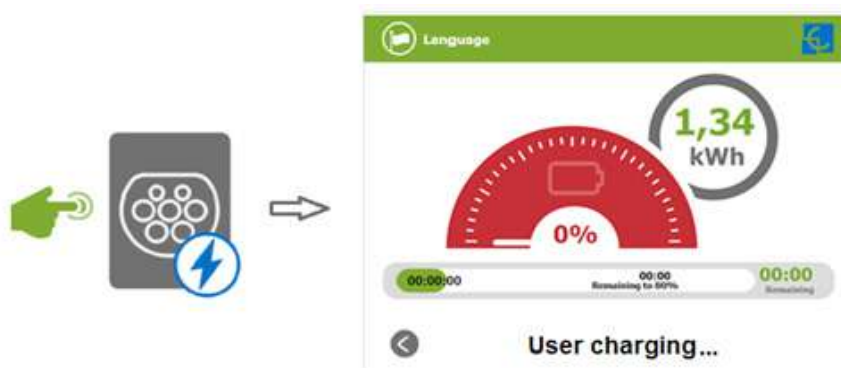 Language
1,34
kWh
0%
00:00:00
00:00
Remaining to 80%
00:00
Remaining
User charging...